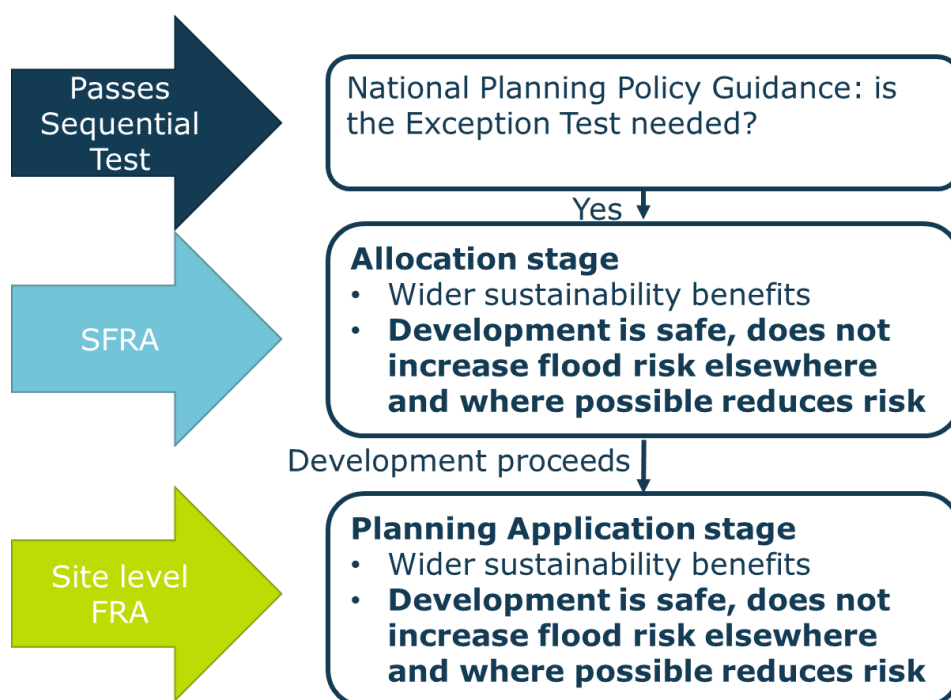 Passes
Sequential
Test
National Planning Policy Guidance: is
the Exception Test needed?
Yes
SFRA
Allocation stage
• Wider sustainability benefits
• Development is safe, does not
increase flood risk elsewhere
and where possible reduces risk
Development proceeds
Site level
FRA
Planning Application stage
• Wider sustainability benefits
• Development is safe, does not
increase flood risk elsewhere
and where possible reduces risk